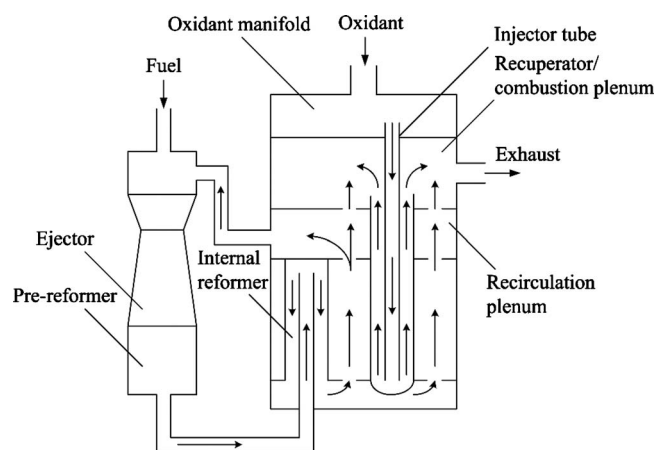 Oxidant manifold
Oxidant
Injector tube
Fuel
Recuperator/
combustion plenum
Exhaust
Ejector
Internal
reformer
Pre-reformer
Recirculation
plenum